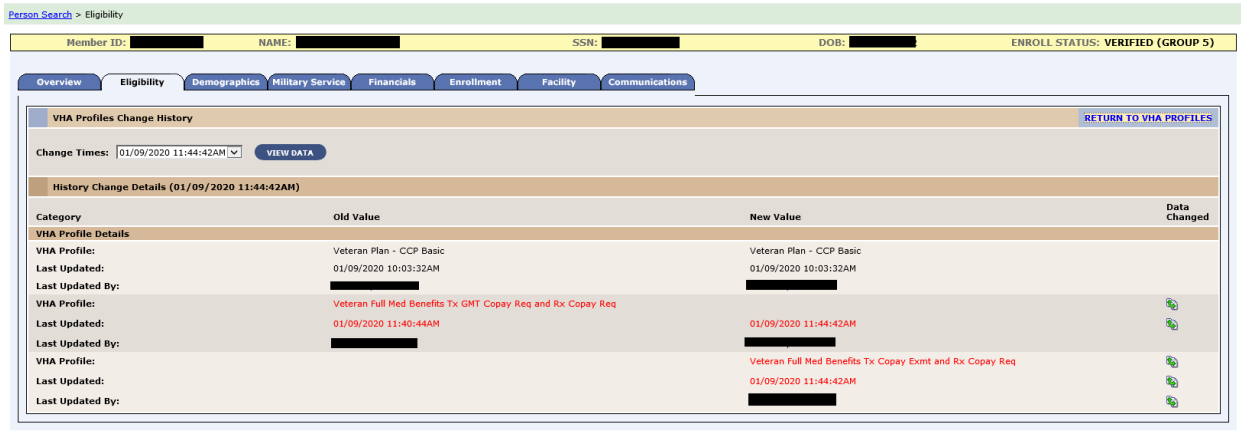 Person Search > Eligibility
Member ID: NAME: SSN: DOB: ENROLL STATUS: VERIFIED (GROUP 5)
Overview Eligibility Demographics Military Service Financials Enrollment Facility Communications
VHA Profiles Change History RETURN TO VHA PROFILES
Change Times: 01/09/2020 11:44:42AM VIEW DATA
History Change Details (01/09/2020 11:44:42AM)
Category Old Value New Value Data Changed
VHA Profile Details
VHA Profile: Veteran Plan - CCP Basic Veteran Plan - CCP Basic
Last Updated: 01/09/2020 10:03:32AM 01/09/2020 10:03:32AM
Last Updated By:
VHA Profile: Veteran Full Med Benefits Tx GMT Copay Req and Rx Copay Req
Last Updated: 01/09/2020 11:40:44AM 01/09/2020 11:44:42AM
Last Updated By:
VHA Profile: Veteran Full Med Benefits Tx Copay Exmt and Rx Copay Req
Last Updated: 01/09/2020 11:44:42AM
Last Updated By: